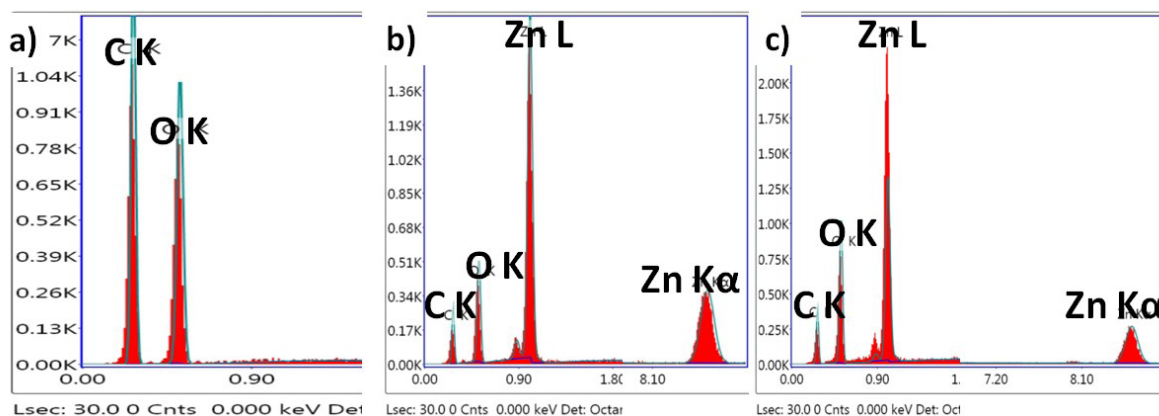 a)
C K
O K
7K
1.04K
0.91K
0.78K
0.65K
0.52K
0.39K
0.26K
0.13K
0.00K
0.00 0.90
Lsec: 30.0 0 Cnts 0.000 keV Det:
b)
Zn L
O K
C K
Zn Kα
1.36K
1.19K
1.02K
0.85K
0.68K
0.51K
0.34K
0.17K
0.00K
0.00 0.90 1.80 8.10
Lsec: 30.0 0 Cnts 0.000 keV Det: Octar
c)
Zn L
O K
C K
Zn Kα
2.00K
1.75K
1.50K
1.25K
1.00K
0.75K
0.50K
0.25K
0.00K
0.00 0.90 1. 7.20 8.10
Lsec: 30.0 0 Cnts 0.000 keV Det: Oct